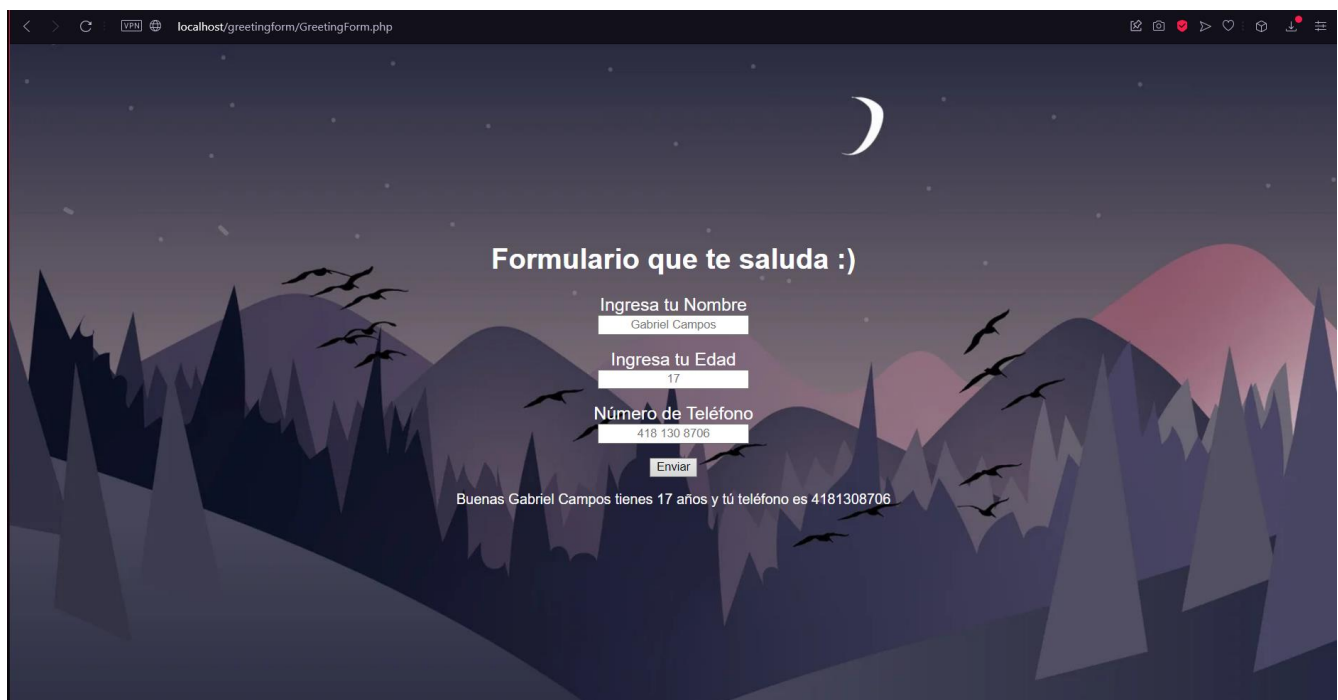 VPN localhost/greetingform/GreetingForm.php
Formulario que te saluda :)
Ingresa tu Nombre
Gabriel Campos
Ingresa tu Edad
17
Número de Teléfono
418 130 8706
Enviar
Buenas Gabriel Campos tienes 17 años y tú teléfono es 4181308706